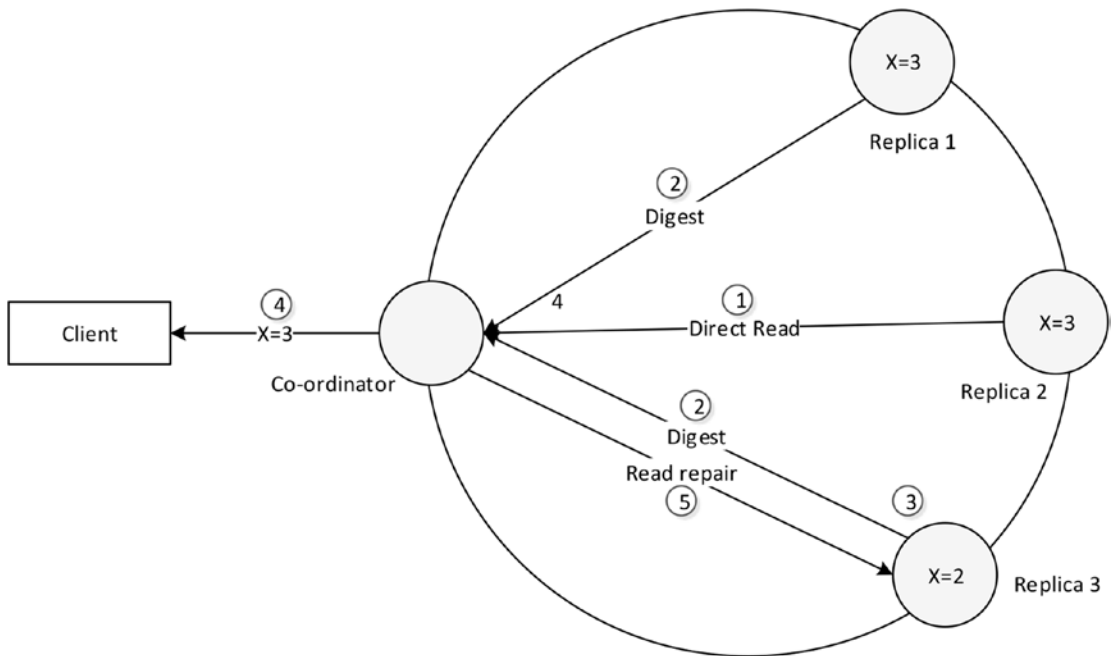 X=3
Replica 1
2
Digest
4
1
Direct Read
X=3
Replica 2
4
X=3
Client
Co-ordinator
2
Digest
Read repair
5
3
X=2
Replica 3